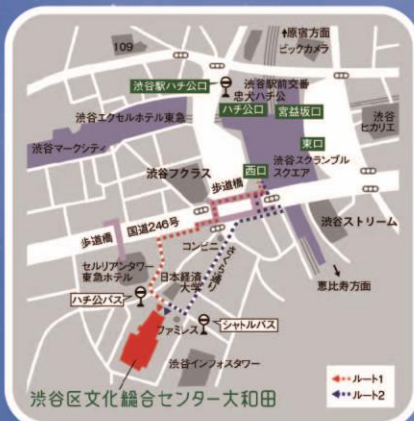 ↑原宿方面
ビックカメラ
109
渋谷駅ハチ公口
渋谷駅前交番
忠犬ハチ公
ハチ公口
宮益坂口
渋谷
ヒカリエ
渋谷エクセルホテル東急
東口
渋谷マークシティ
西口
渋谷スクランブル
スクエア
渋谷フクラス
歩道橋
国道246号
歩道橋
渋谷ストリーム
コンビニ
さくら通り
セルリアンタワー
東急ホテル
日本経済
大学
恵比寿方面
ハチ公バス
ファミレス
シャトルバス
渋谷インフォスタワー
渋谷区文化総合センター大和田
ルート1
ルート2